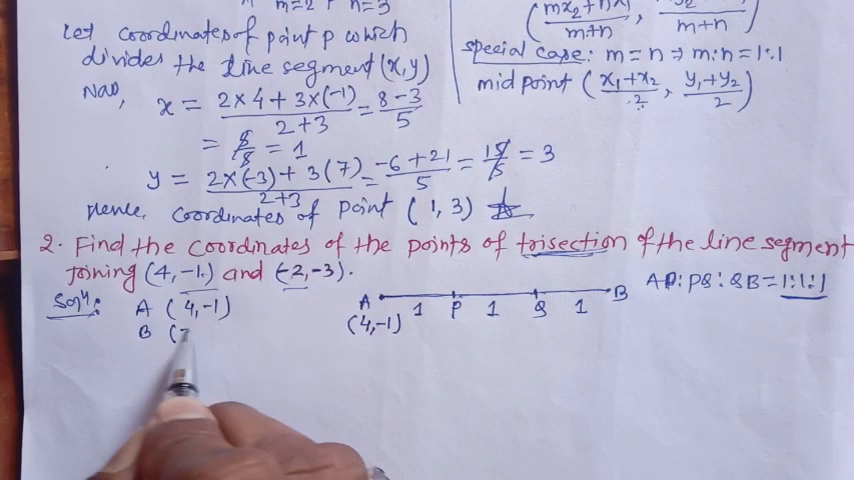 m=2, n=3
Let coordinates of point p which
divides the line segment (x,y)
Now,
x = 2×4+3×(-1) / 2+3 = 8-3 / 5
= 5/5 = 1
y = 2×(-3)+3(7) / 2+3 = -6+21 / 5 = 15/5 = 3
Hence, coordinates of point (1,3)
(mx₂+nx₁ / m+n, / m+n)
special case: m=n ⇒ m:n=1:1
mid point (x₁+x₂ / 2, y₁+y₂ / 2)
2. Find the coordinates of the points of trisection of the line segment
joining (4,-1) and (-2,-3).
Solⁿ: A (4,-1)
B (
A 1 P 1 Q 1 B
(4,-1)
AP:PQ:QB=1:1:1